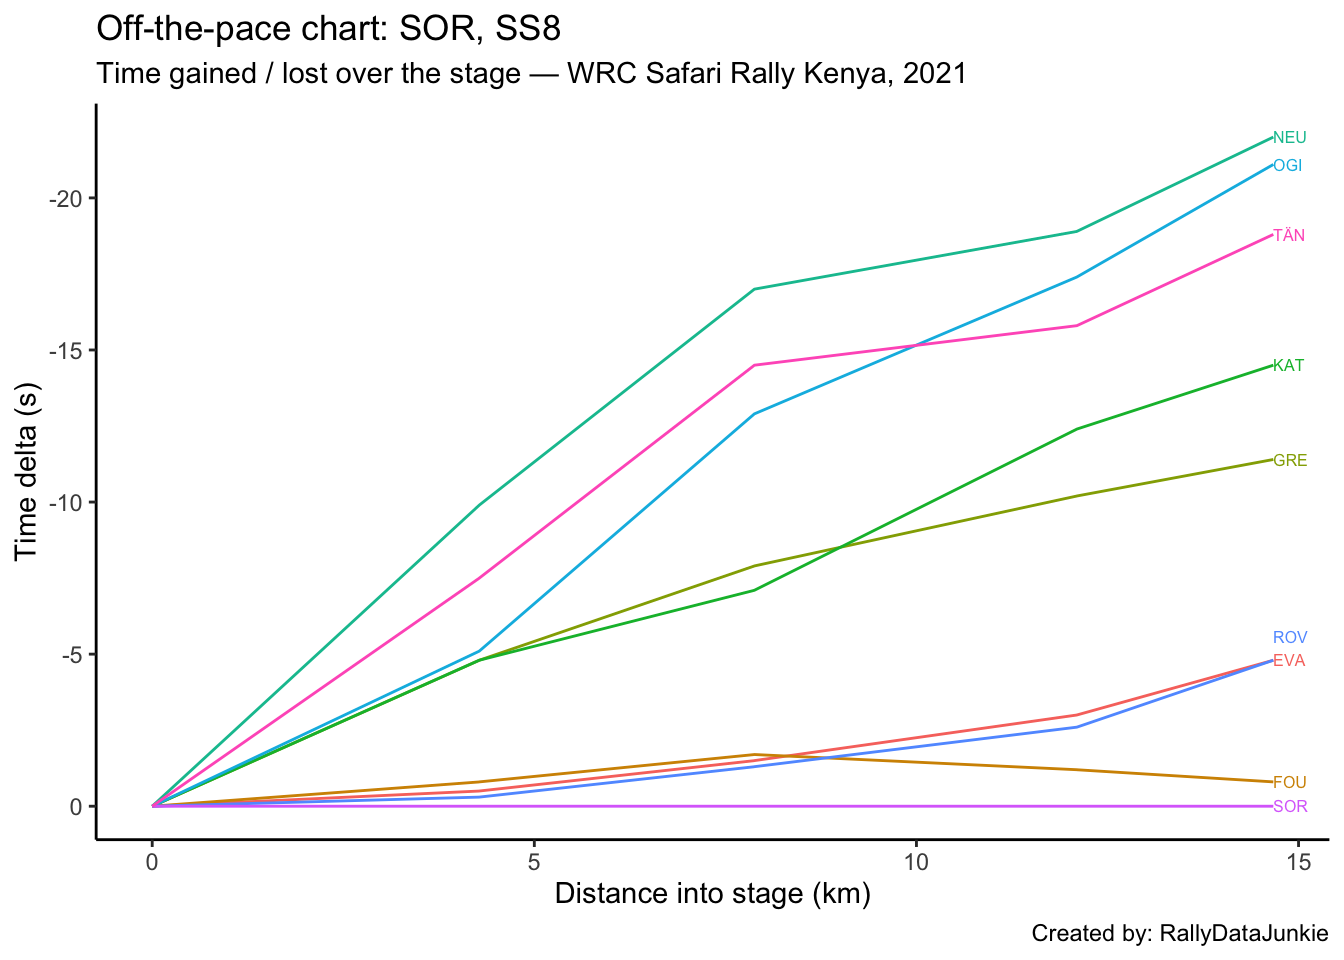 Off-the-pace chart: SOR, SS8
Time gained / lost over the stage — WRC Safari Rally Kenya, 2021
Time delta (s)
-20
-15
-10
-5
0
NEU
OGI
TÄN
KAT
GRE
ROV
EVA
FOU
SOR
0 5 10 15
Distance into stage (km)
Created by: RallyDataJunkie